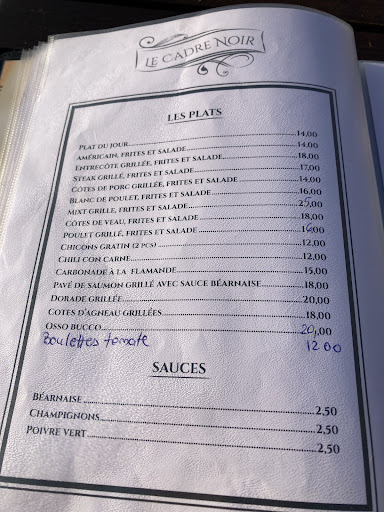 Le Cadre Noir
Les Plats
Plat du jour 14,00
Américain, frites et salade 14,00
Entrecôte grillée, frites et salade 18,00
Steak grillé, frites et salade 17,00
Côtes de porc grillée, frites et salade 14,00
Blanc de poulet, frites et salade 16,00
Mixt grille, frites et salade 25,00
Côtes de veau, frites et salade 18,00
Poulet grillé, frites et salade
Chicons gratin (2 pcs) 12,00
Chili con carne 12,00
Carbonade à la flamande 15,00
Pavé de saumon grillé avec sauce Béarnaise 18,00
Dorade grillée 20,00
Cotes d'agneau grillées 18,00
Osso bucco 20,00
Boulettes tomate 12 00
Sauces
Béarnaise 2,50
Champignons 2,50
Poivre vert 2,50